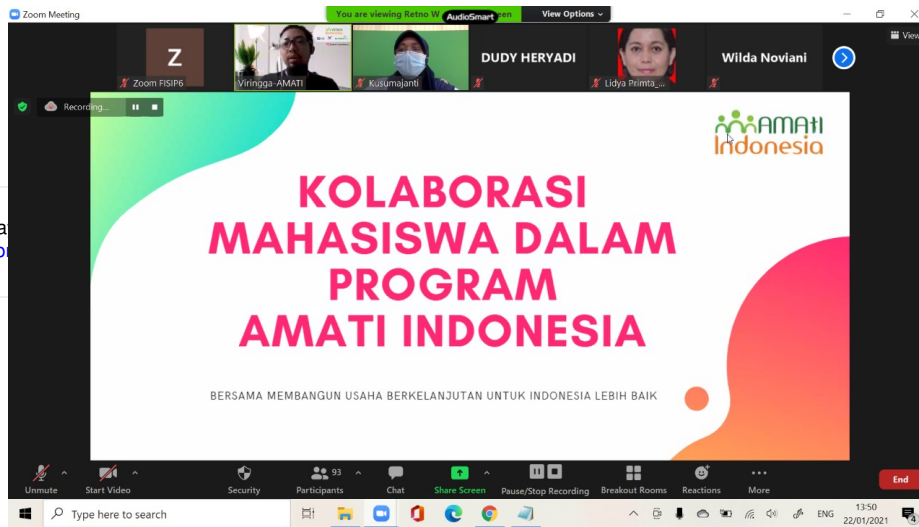 Zoom Meeting
You are viewing Retno W
AudioSmart
een
View Options
View
Z
Zoom FISIP6
Viringga-AMATI
Kusumajanti
DUDY HERYADI
Lidya Primta_...
Wilda Noviani
Recording...
AMATI
Indonesia
KOLABORASI
MAHASISWA DALAM
PROGRAM
AMATI INDONESIA
BERSAMA MEMBANGUN USAHA BERKELANJUTAN UNTUK INDONESIA LEBIH BAIK
Unmute
Start Video
Security
93
Participants
Chat
Share Screen
Pause/Stop Recording
Breakout Rooms
Reactions
More
End
Type here to search
ENG
13:50
22/01/2021